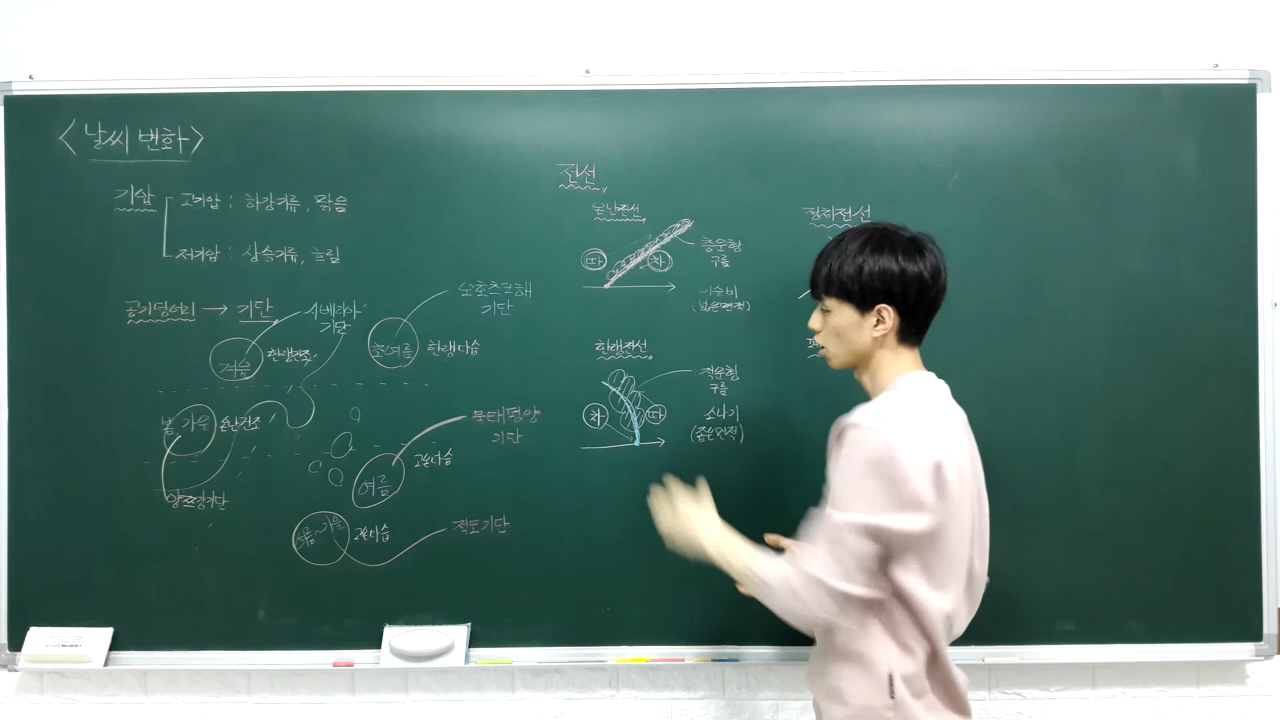 <날씨 변화>
기압
고기압 : 하강기류, 맑음
저기압 : 상승기류, 흐림
공기덩어리 → 기단
시베리아
기단
겨울
한랭건조
오호츠크해
기단
초여름
한랭다습
봄, 가을
온난건조
양쯔강기단
북태평양
기단
고온다습
여름
여름~가을
고온다습
적도기단
전선
온난전선
따
차
층운형
구름
(넓은면적)
한랭전선
차
따
적운형
구름
소나기
(좁은면적)
정체전선